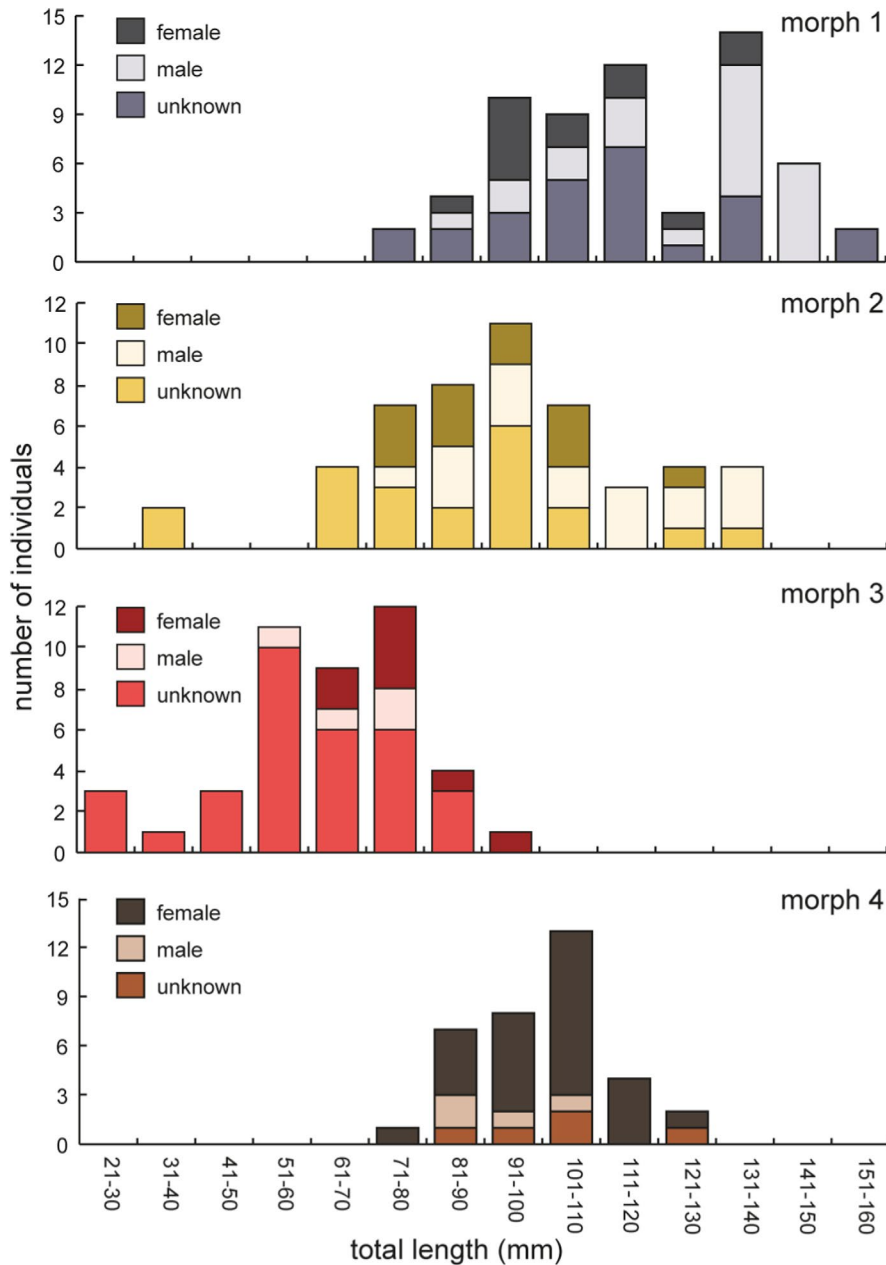 morph 1
female
male
unknown
15
12
9
6
3
0
morph 2
female
male
unknown
12
10
8
6
4
2
0
morph 3
female
male
unknown
12
10
8
6
4
2
0
morph 4
female
male
unknown
15
12
9
6
3
0
number of individuals
21-30
31-40
41-50
51-60
61-70
71-80
81-90
91-100
101-110
111-120
121-130
131-140
141-150
151-160
total length (mm)